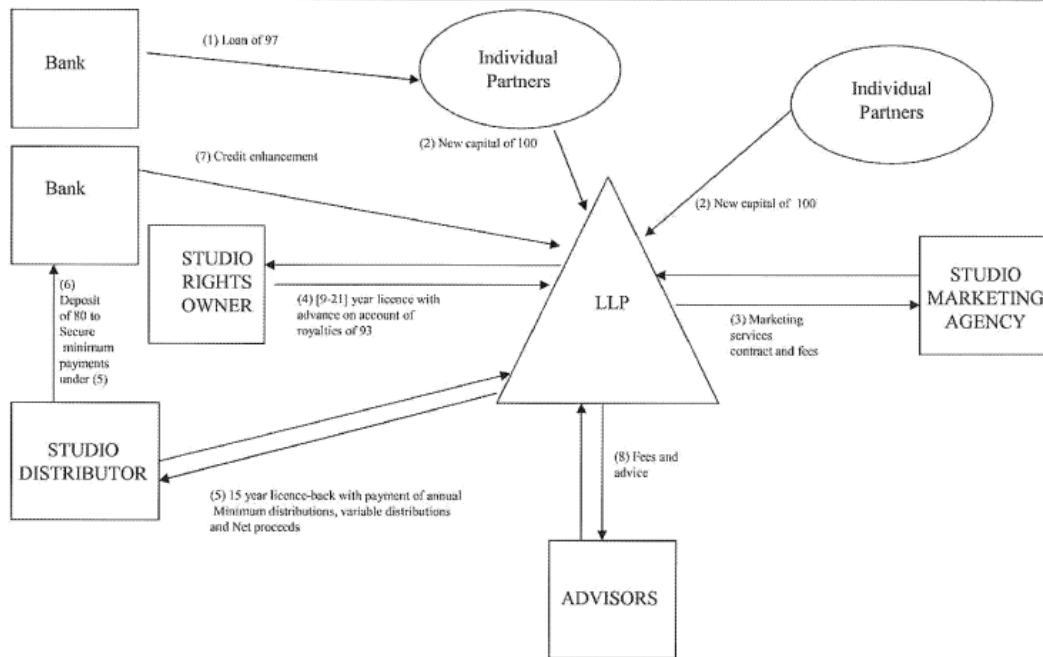 Bank
(1) Loan of 97
Individual
Partners
Individual
Partners
(2) New capital of 100
(7) Credit enhancement
Bank
(2) New capital of 100
STUDIO
RIGHTS
OWNER
(6)
Deposit
of 80 to
Secure
minimum
payments
under (5)
(4) [9-21] year licence with
advance on account of
royalties of 93
LLP
STUDIO
MARKETING
AGENCY
(3) Marketing
services
contract and fees
STUDIO
DISTRIBUTOR
(5) 15 year licence-back with payment of annual
Minimum distributions, variable distributions
and Net proceeds
(8) Fees and
advice
ADVISORS